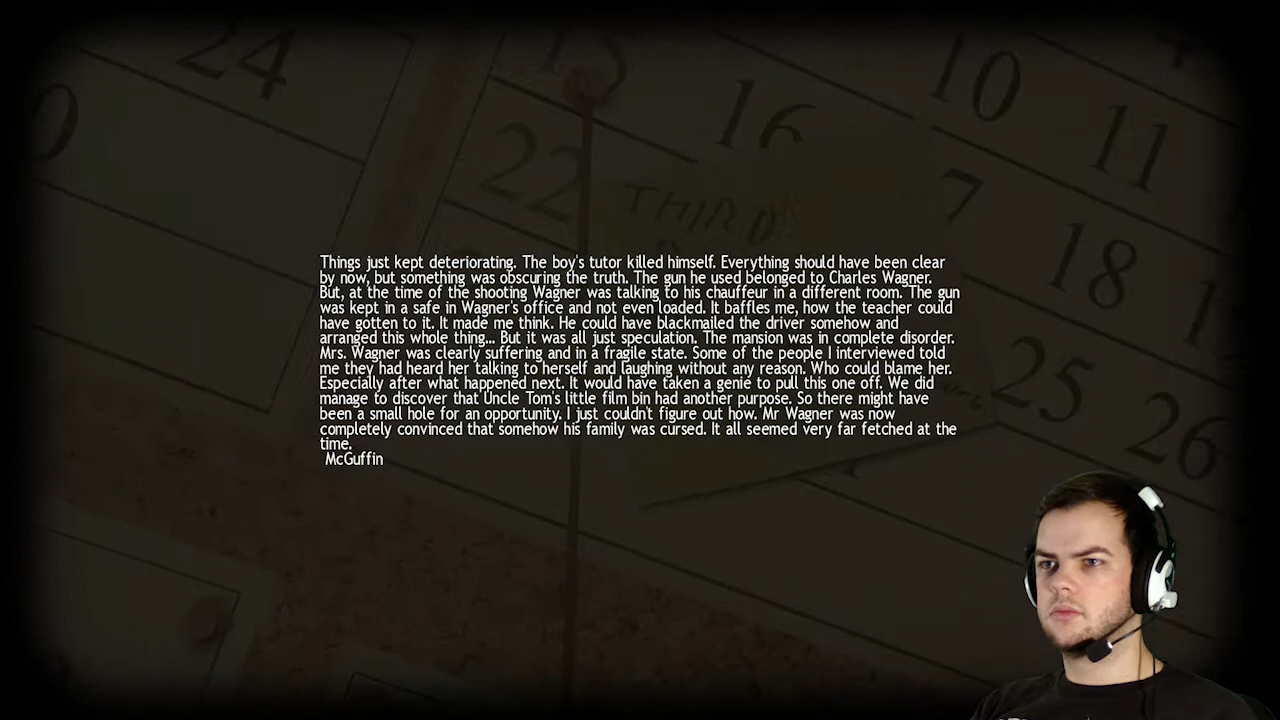 24
15
16
10
11
22
THIRD
7
18
25
26
Things just kept deteriorating. The boy's tutor killed himself. Everything should have been clear
by now, but something was obscuring the truth. The gun he used belonged to Charles Wagner.
But, at the time of the shooting Wagner was talking to his chauffeur in a different room. The gun
was kept in a safe in Wagner's office and not even loaded. It baffles me, how the teacher could
have gotten to it. It made me think. He could have blackmailed the driver somehow and
arranged this whole thing... But it was all just speculation. The mansion was in complete disorder.
Mrs. Wagner was clearly suffering and in a fragile state. Some of the people I interviewed told
me they had heard her talking to herself and laughing without any reason. Who could blame her.
Especially after what happened next. It would have taken a genie to pull this one off. We did
manage to discover that Uncle Tom's little film bin had another purpose. So there might have
been a small hole for an opportunity. I just couldn't figure out how. Mr Wagner was now
completely convinced that somehow his family was cursed. It all seemed very far fetched at the
time.
McGuffin